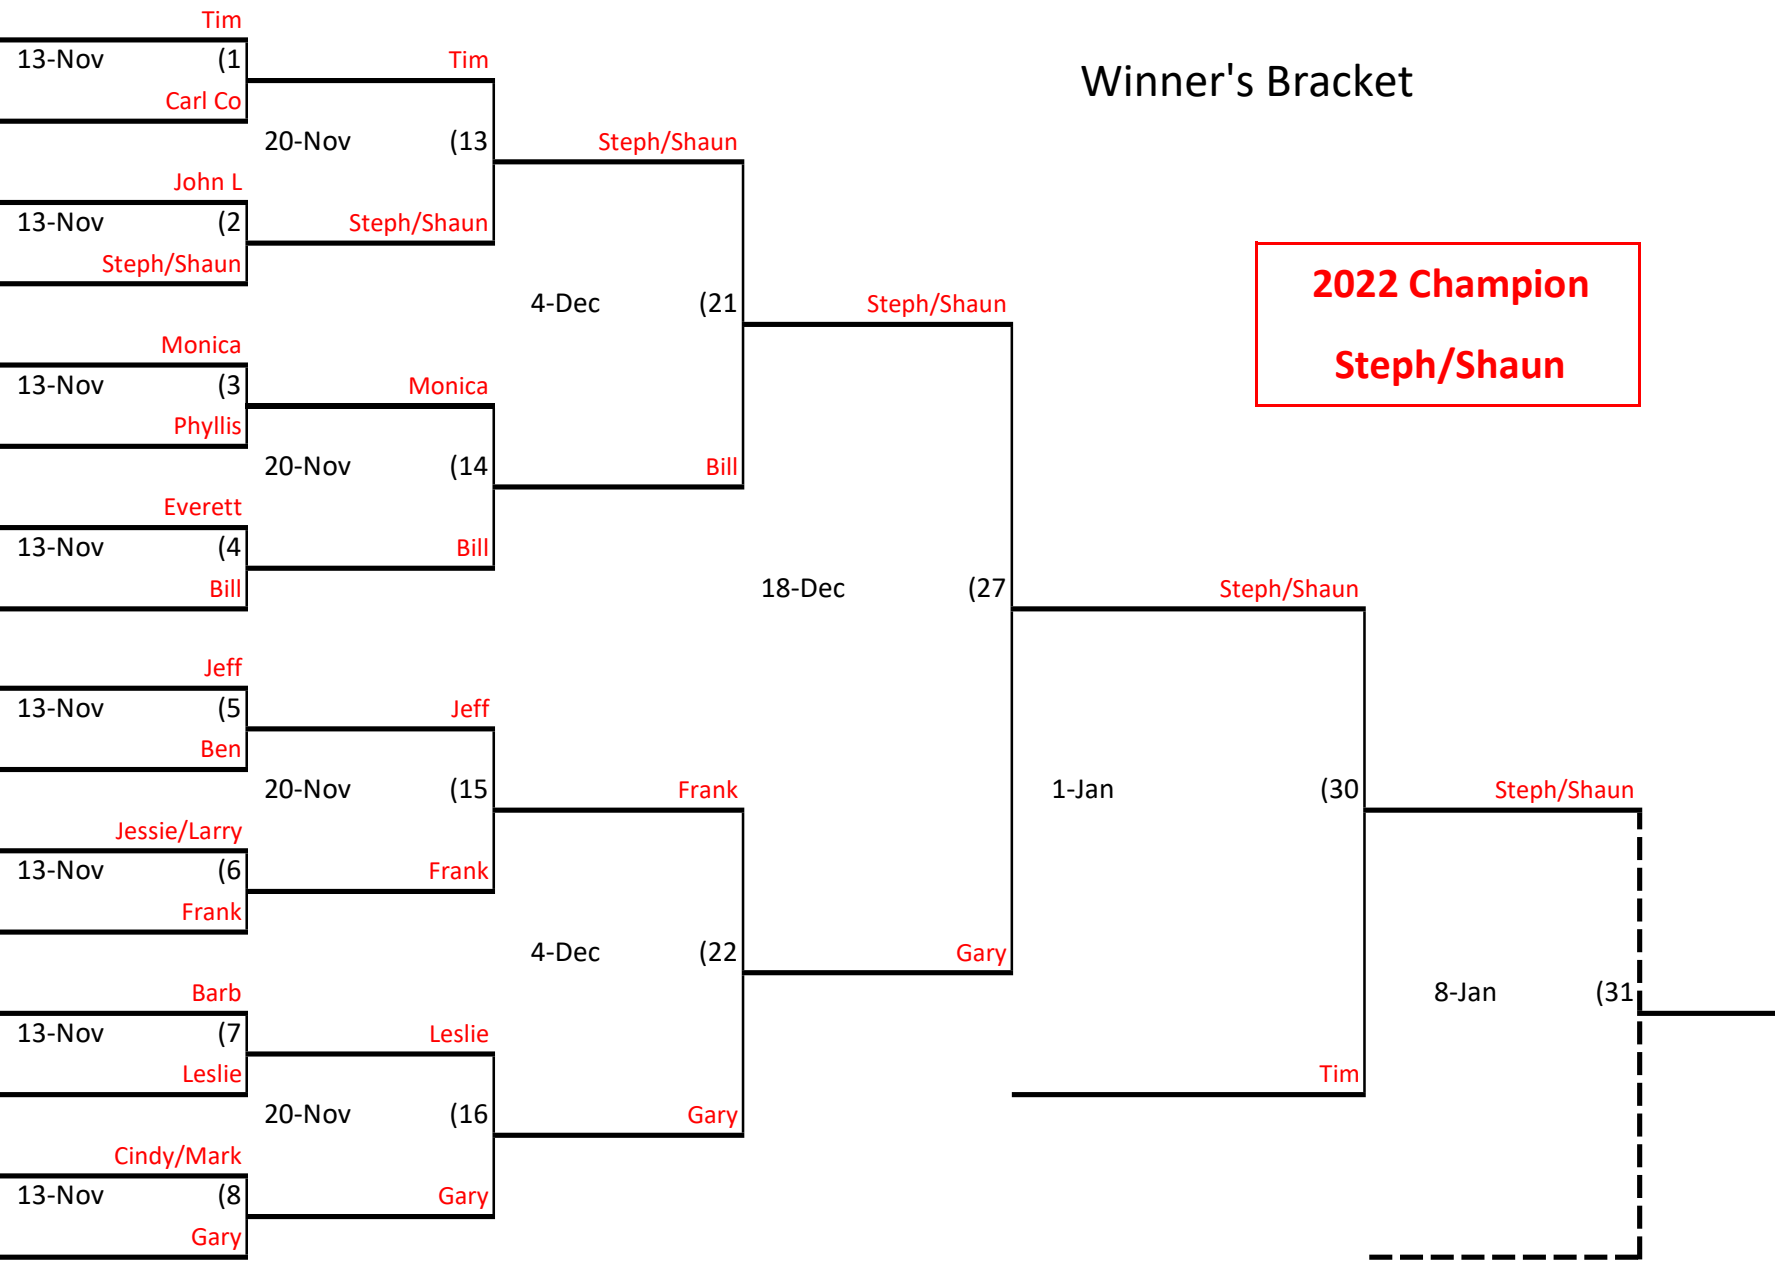 Tim
13-Nov (1
Tim
Winner's Bracket
Carl Co
20-Nov (13
Steph/Shaun
John L
13-Nov (2
Steph/Shaun
Steph/Shaun
2022 Champion
4-Dec (21
Steph/Shaun
Monica
Steph/Shaun
13-Nov (3
Monica
Phyllis
20-Nov (14
Bill
Everett
13-Nov (4
Bill
Bill
18-Dec (27
Steph/Shaun
Jeff
13-Nov (5
Jeff
Ben
20-Nov (15
Frank
1-Jan (30
Steph/Shaun
Jessie/Larry
13-Nov (6
Frank
Frank
4-Dec (22
Gary
Barb
8-Jan (31
13-Nov (7
Leslie
Leslie
Tim
20-Nov (16
Gary
Cindy/Mark
13-Nov (8
Gary
Gary